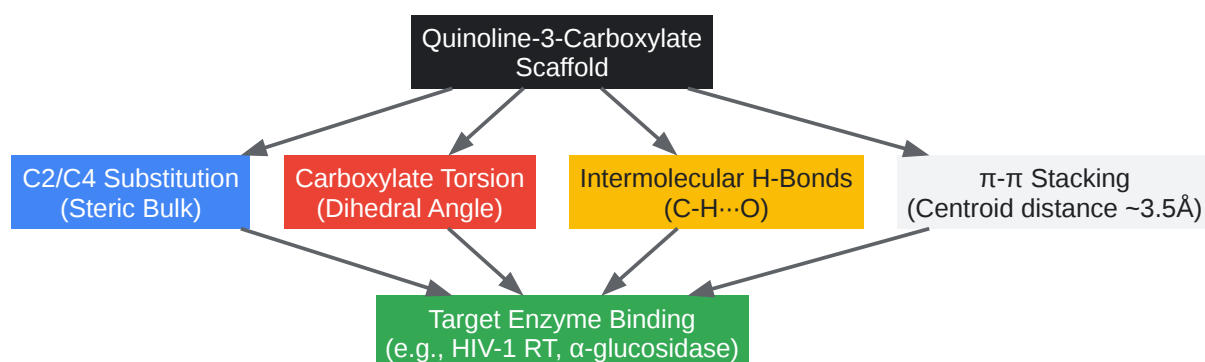 Quinoline-3-Carboxylate
Scaffold
C2/C4 Substitution
(Steric Bulk)
Carboxylate Torsion
(Dihedral Angle)
Intermolecular H-Bonds
(C-H···O)
π-π Stacking
(Centroid distance ~3.5Å)
Target Enzyme Binding
(e.g., HIV-1 RT, α-glucosidase)